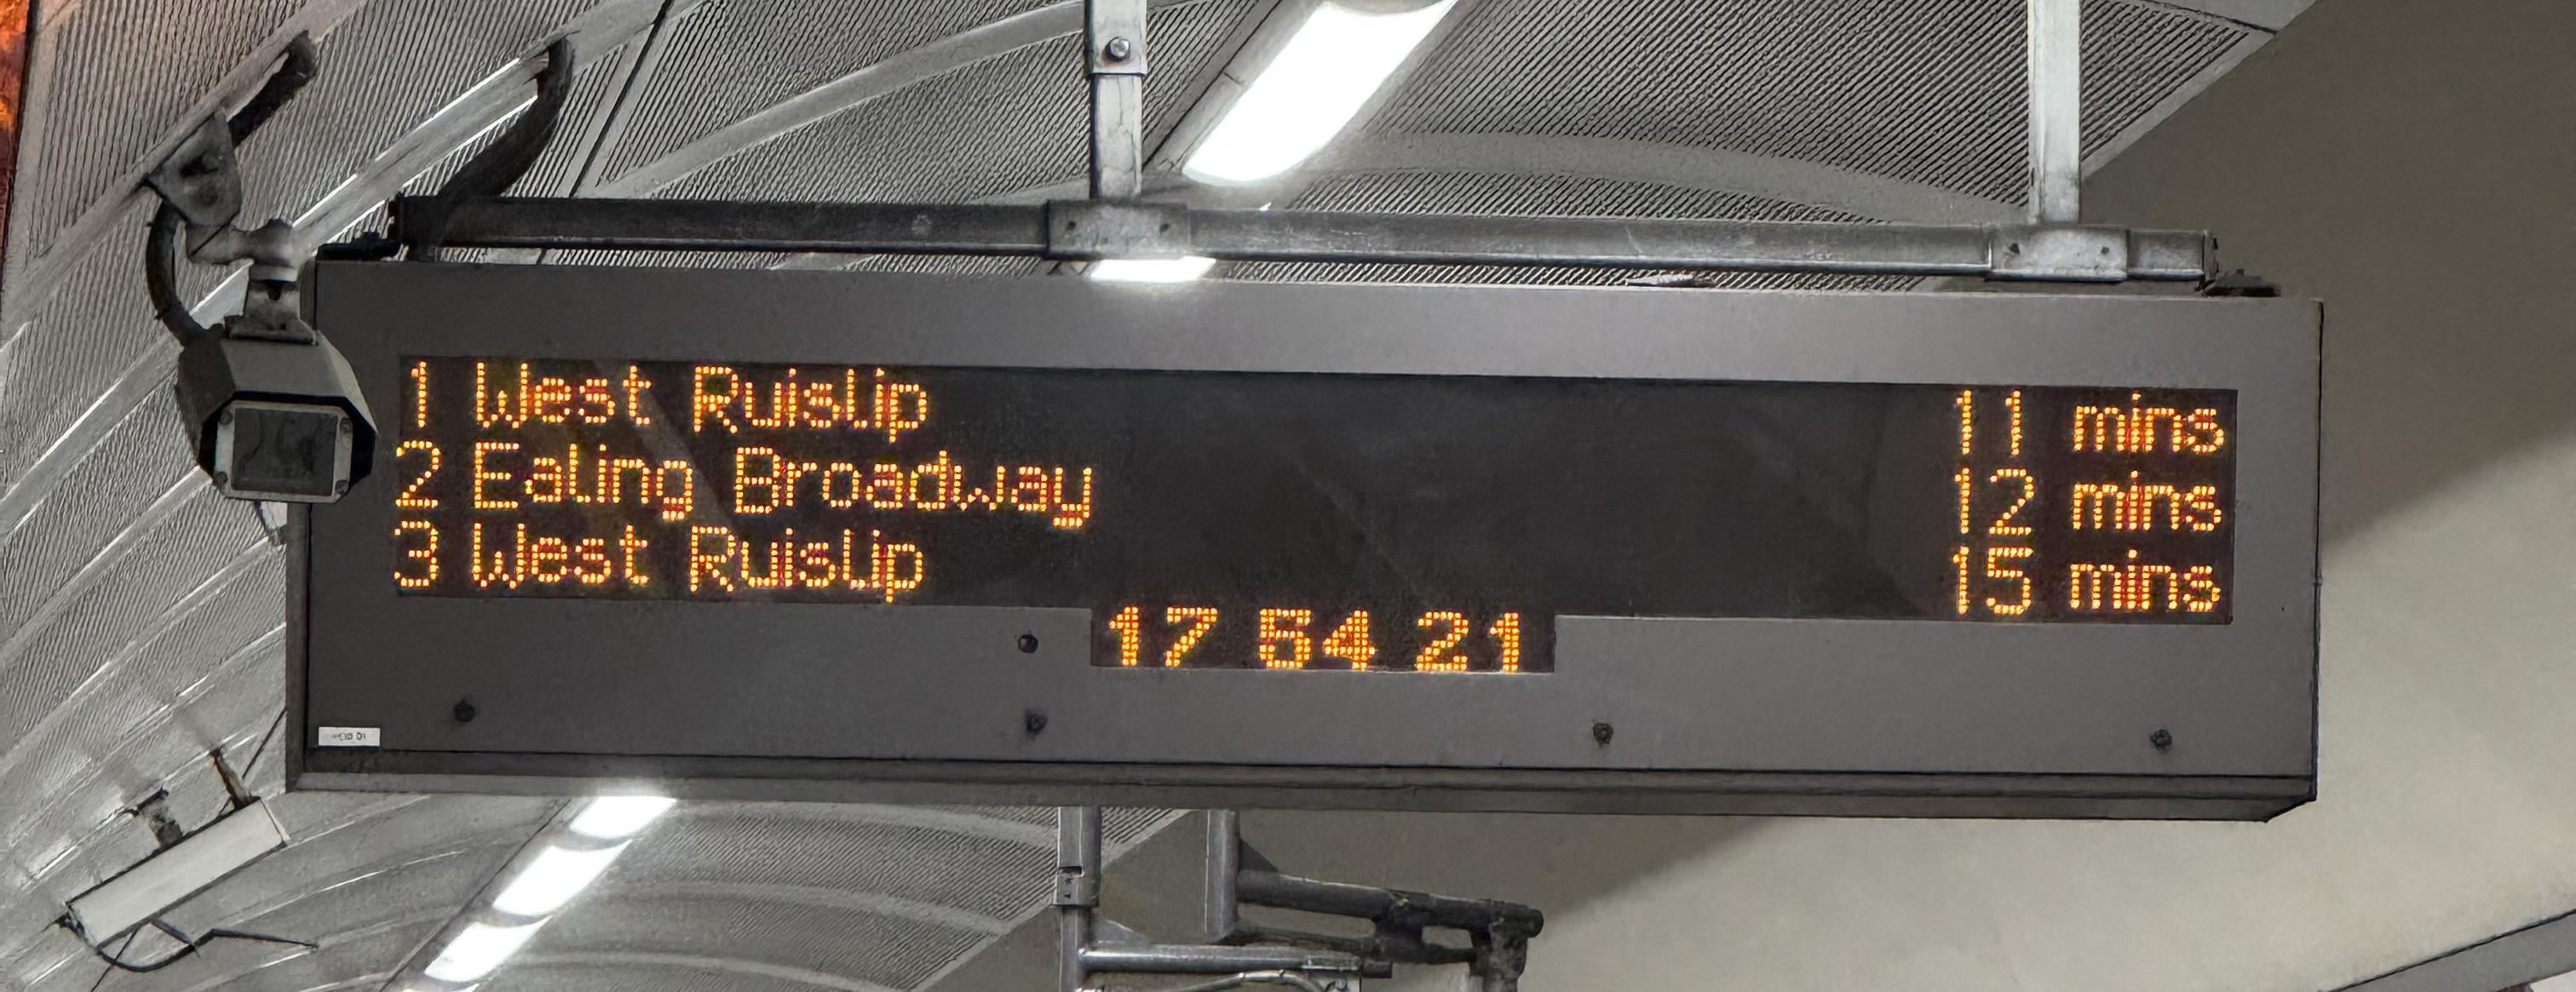 1 West Ruislip 11 mins
2 Ealing Broadway 12 mins
3 West Ruislip 15 mins
17 54 21